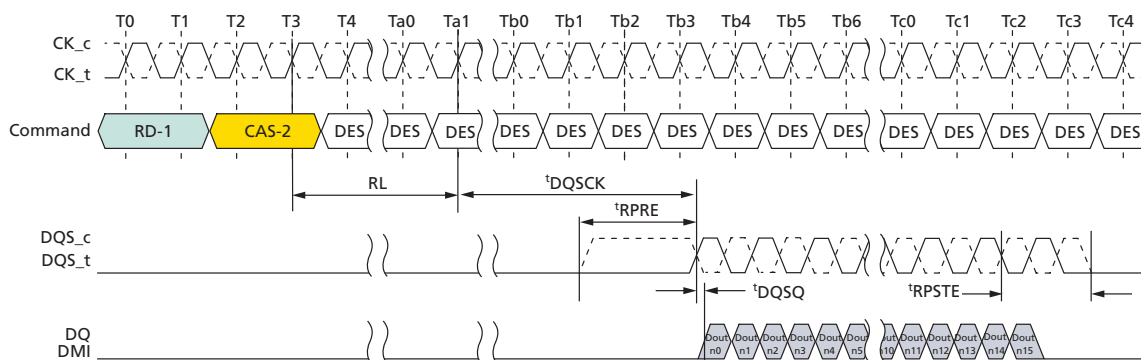 T0 T1 T2 T3 T4 Ta0 Ta1 Tb0 Tb1 Tb2 Tb3 Tb4 Tb5 Tb6 Tc0 Tc1 Tc2 Tc3 Tc4
CK_c
CK_t
Command RD-1 CAS-2 DES DES DES DES DES DES DES DES DES DES DES DES DES DES DES
RL tDQSCK
tRPRE
DQS_c
DQS_t
tDQSQ tRPSTE
DQ
DMI
Dout n0 Dout n1 Dout n2 Dout n3 Dout n4 Dout n5 Dout n10 Dout n11 Dout n12 Dout n13 Dout n14 Dout n15